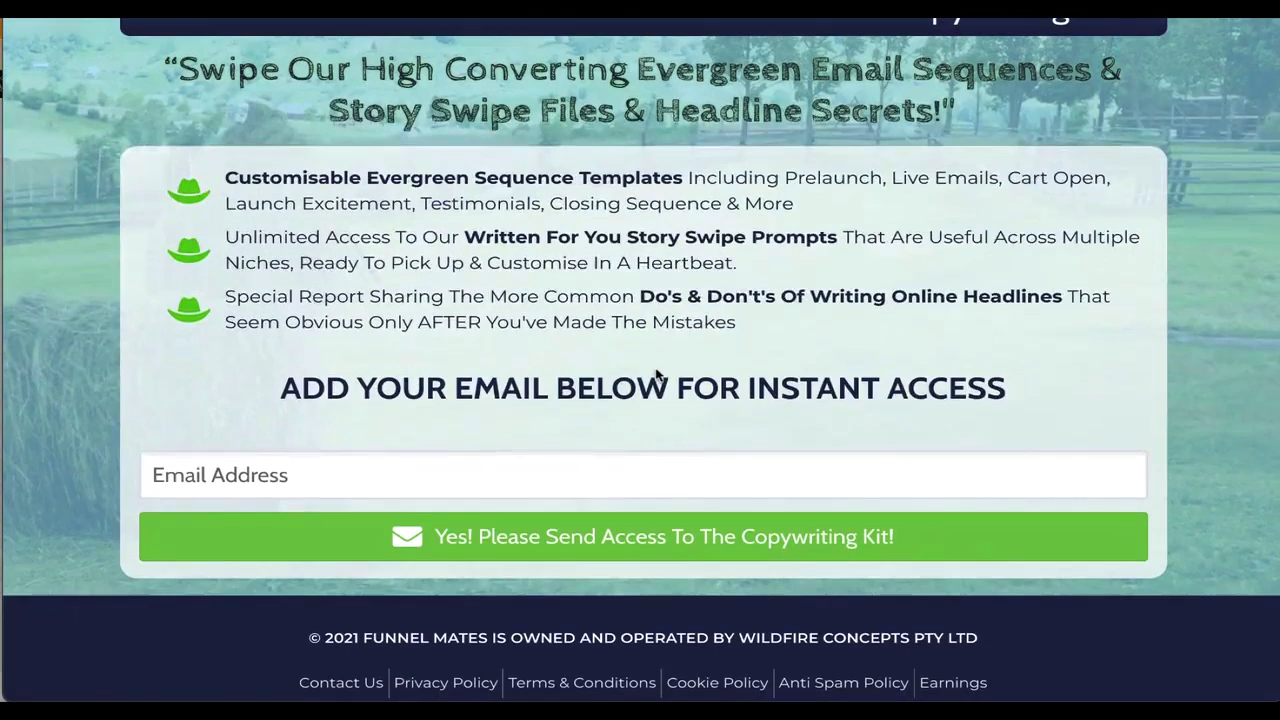 “Swipe Our High Converting Evergreen Email Sequences &
Story Swipe Files & Headline Secrets!"
Customisable Evergreen Sequence Templates Including Prelaunch, Live Emails, Cart Open,
Launch Excitement, Testimonials, Closing Sequence & More
Unlimited Access To Our Written For You Story Swipe Prompts That Are Useful Across Multiple
Niches, Ready To Pick Up & Customise In A Heartbeat.
Special Report Sharing The More Common Do's & Don't's Of Writing Online Headlines That
Seem Obvious Only AFTER You've Made The Mistakes
ADD YOUR EMAIL BELOW FOR INSTANT ACCESS
Email Address
Yes! Please Send Access To The Copywriting Kit!
© 2021 FUNNEL MATES IS OWNED AND OPERATED BY WILDFIRE CONCEPTS PTY LTD
Contact Us Privacy Policy Terms & Conditions Cookie Policy Anti Spam Policy Earnings